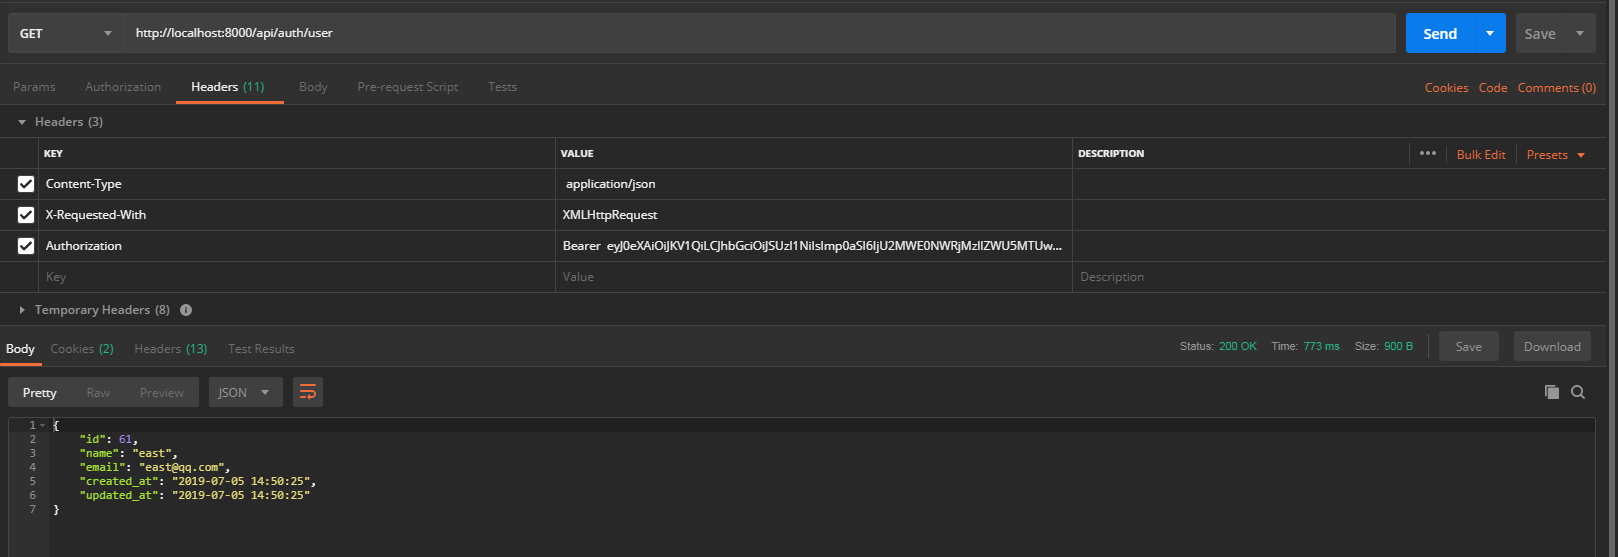 GET http://localhost:8000/api/auth/user Send Save
Params Authorization Headers (11) Body Pre-request Script Tests Cookies Code Comments (0)
Headers (3)
KEY VALUE DESCRIPTION ••• Bulk Edit Presets
Content-Type application/json
X-Requested-With XMLHttpRequest
Authorization Bearer eyJ0eXAiOiJKV1QiLCJhbGciOiJSUzI1NiIsImp0aSI6IjU2MWE0NWRjMzllZWU5MTUw...
Key Value Description
Temporary Headers (8) i
Body Cookies (2) Headers (13) Test Results Status: 200 OK Time: 773 ms Size: 900 B Save Download
Pretty Raw Preview JSON
1 {
2 "id": 61,
3 "name": "east",
4 "email": "east@qq.com",
5 "created_at": "2019-07-05 14:50:25",
6 "updated_at": "2019-07-05 14:50:25"
7 }